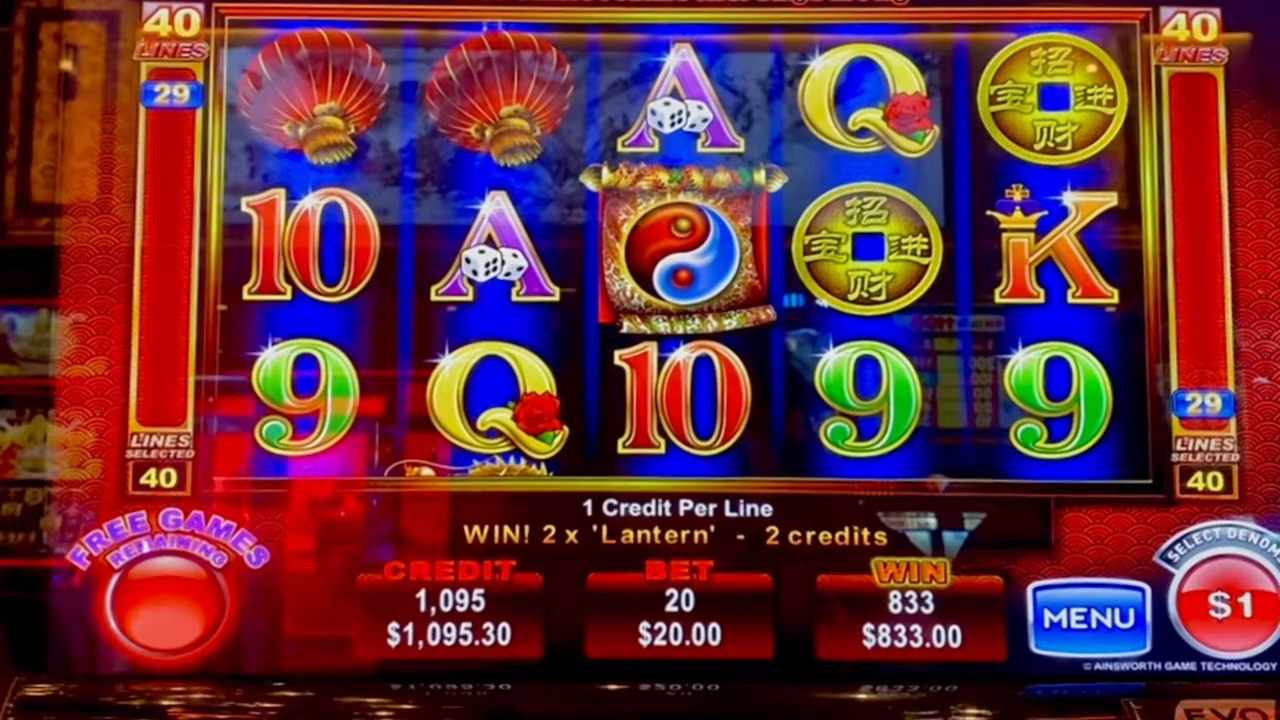 40
LINES
40
LINES
29
A
Q
招
宝 进
财
10
A
招
宝 进
财
K
9
Q
10
9
9
29
LINES
SELECTED
40
LINES
SELECTED
40
1 Credit Per Line
WIN! 2 x 'Lantern' - 2 credits
FREE GAMES
REMAINING
CREDIT
1,095
$1,095.30
BET
20
$20.00
WIN
833
$833.00
MENU
SELECT DENOM
$1
© AINSWORTH GAME TECHNOLOGY